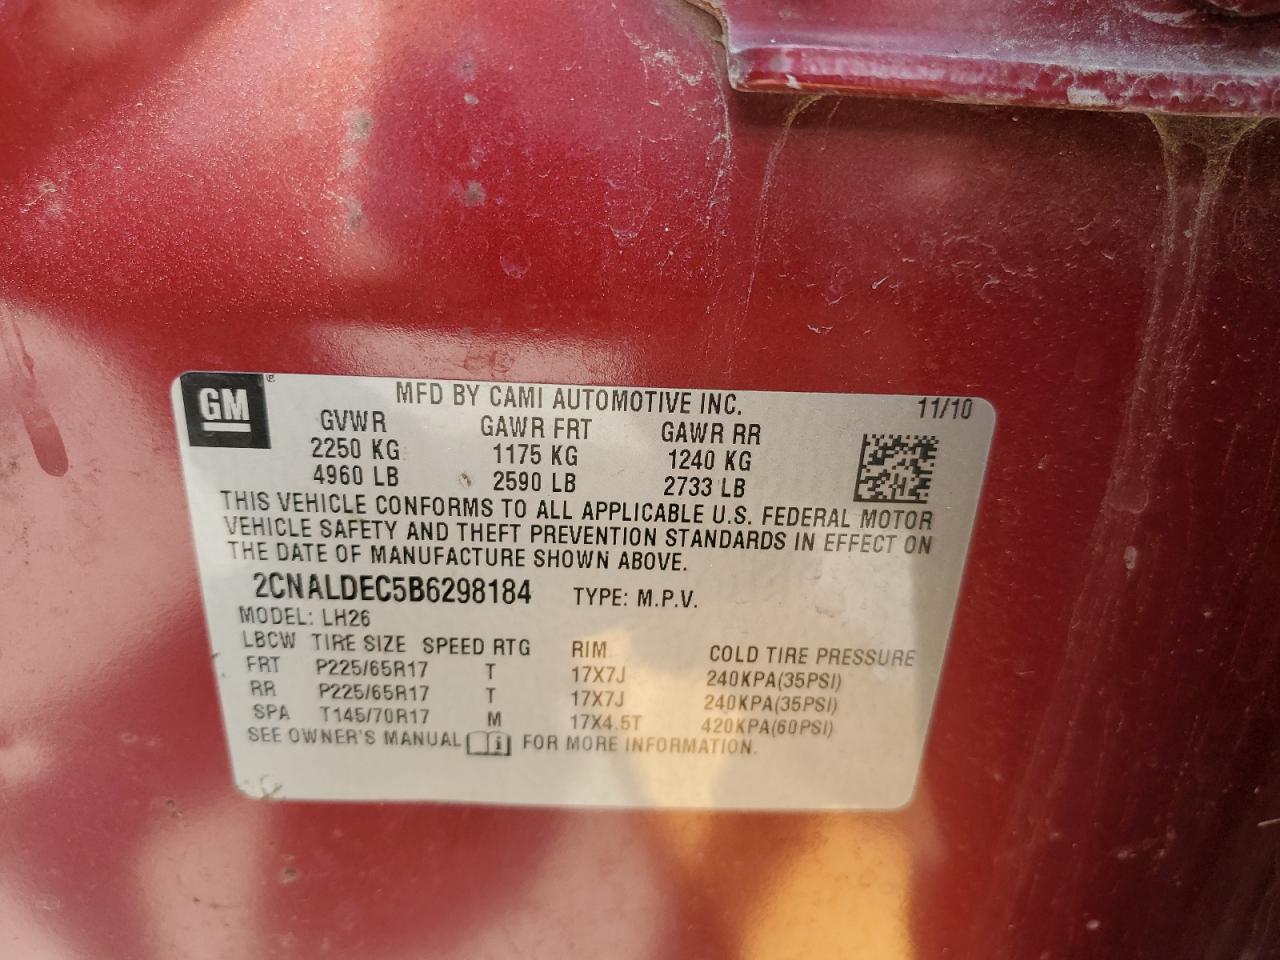 GM ® MFD BY CAMI AUTOMOTIVE INC. 11/10
GVWR GAWR FRT GAWR RR
2250 KG 1175 KG 1240 KG
4960 LB 2590 LB 2733 LB
THIS VEHICLE CONFORMS TO ALL APPLICABLE U.S. FEDERAL MOTOR
VEHICLE SAFETY AND THEFT PREVENTION STANDARDS IN EFFECT ON
THE DATE OF MANUFACTURE SHOWN ABOVE.
2CNALDEC5B6298184 TYPE: M.P.V.
MODEL: LH26
LBCW TIRE SIZE SPEED RTG RIM COLD TIRE PRESSURE
FRT P225/65R17 T 17X7J 240KPA(35PSI)
RR P225/65R17 T 17X7J 240KPA(35PSI)
SPA T145/70R17 M 17X4.5T 420KPA(60PSI)
SEE OWNER'S MANUAL i FOR MORE INFORMATION.